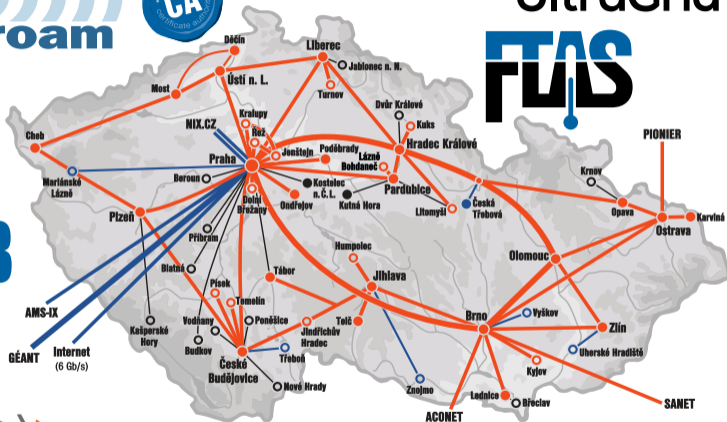 roam
CA
certificate autho
UltraGrid
FTAS
Děčín
Liberec
Jablonec n. N.
Ústí n. L.
Most
Turnov
Dvůr Králové
Kralupy
Kuks
NIX.CZ
Řež
Cheb
Jenštejn
Poděbrady
Hradec Králové
PIONIER
Praha
Lázně
Bohdaneč
Mariánské
Lázně
Beroun
Kostelec
n. Č. L.
Pardubice
Krnov
Dolní
Břežany
Ondřejov
Kutná Hora
Litomyšl
Česká
Třebová
Opava
Karviná
Plzeň
Ostrava
Příbram
Humpolec
Olomouc
Blatná
Tábor
Jihlava
Písek
Temelín
AMS-IX
Vodňany
Poněšice
Jindřichův
Hradec
Telč
Brno
Vyškov
Zlín
Kašperské
Hory
GÉANT
Internet
(6 Gb/s)
Budkov
České
Budějovice
Třeboň
Uherské Hradiště
Kyjov
Nové Hrady
Znojmo
Lednice
Břeclav
ACONET
SANET